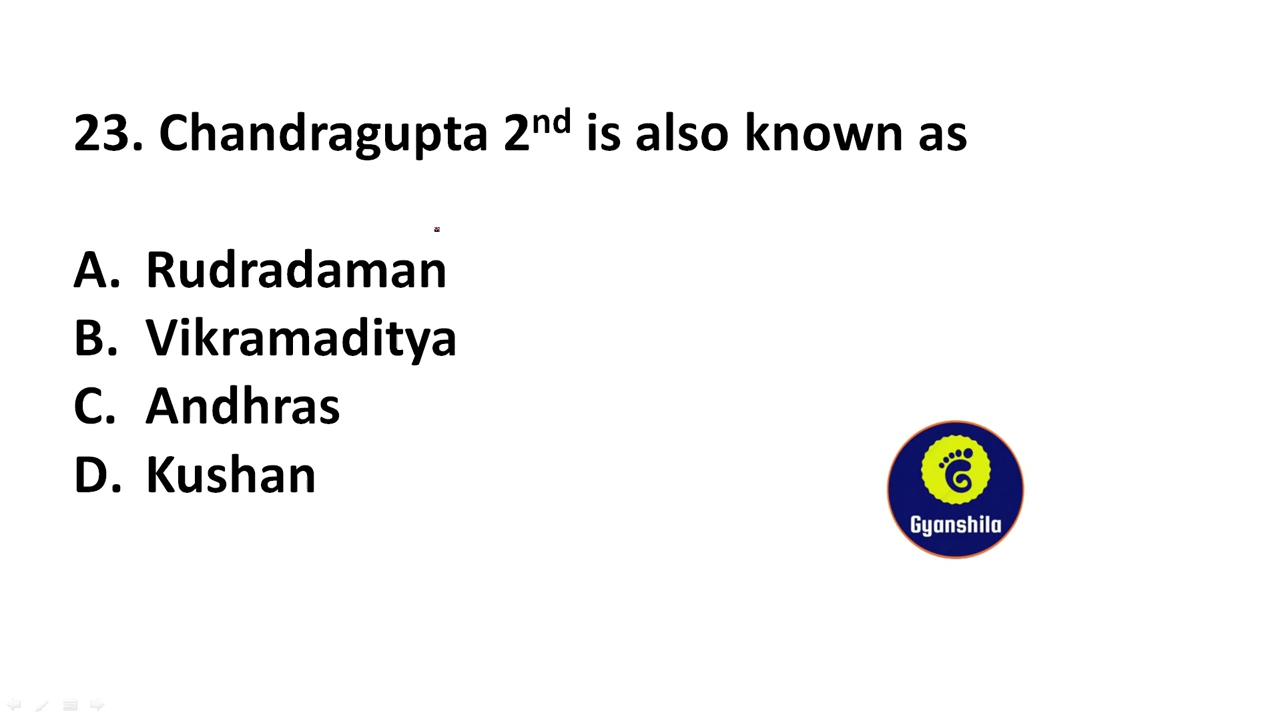 23. Chandragupta 2nd is also known as
A. Rudradaman
B. Vikramaditya
C. Andhras
D. Kushan
Gyanshila